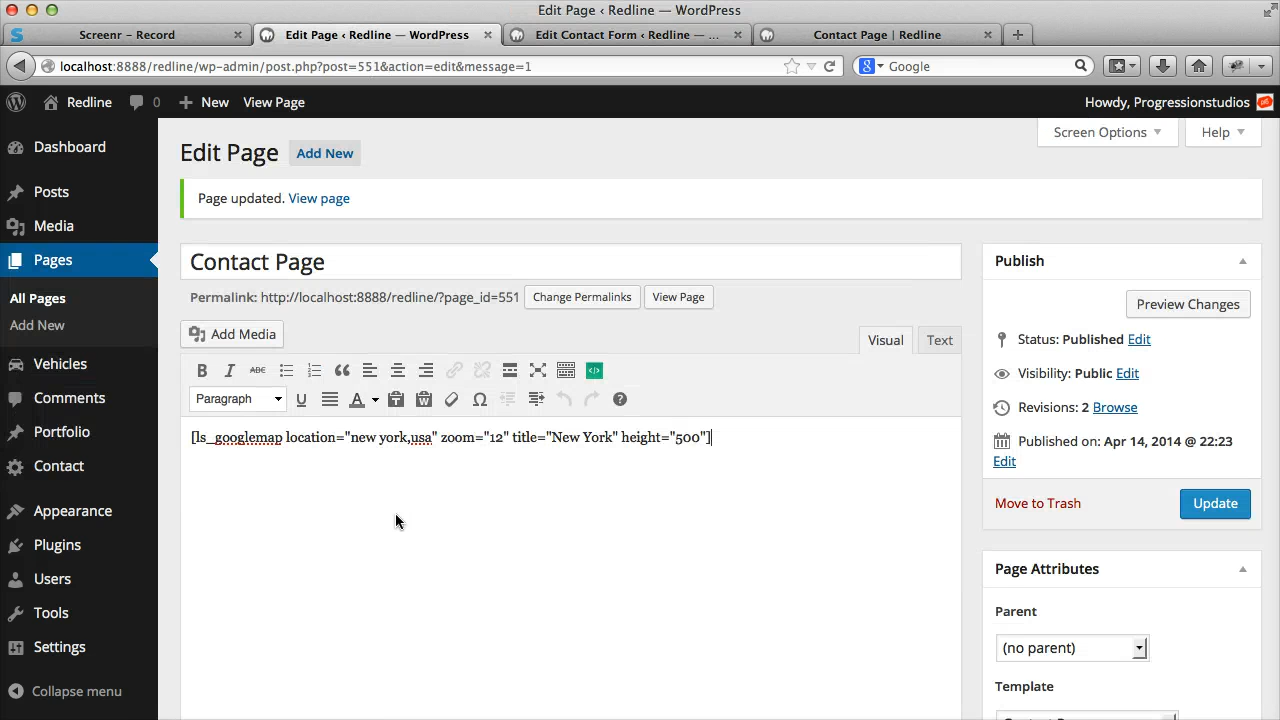 Edit Page ‹ Redline — WordPress
Screenr - Record
Edit Page ‹ Redline — WordPress
Edit Contact Form ‹ Redline — ...
Contact Page | Redline
localhost:8888/redline/wp-admin/post.php?post=551&action=edit&message=1
Google
Redline
0
New
View Page
Howdy, Progressionstudios
Screen Options
Help
Dashboard
Posts
Media
Pages
All Pages
Add New
Vehicles
Comments
Portfolio
Contact
Appearance
Plugins
Users
Tools
Settings
Collapse menu
Edit Page
Add New
Page updated. View page
Contact Page
Permalink: http://localhost:8888/redline/?page_id=551
Change Permalinks
View Page
Add Media
Visual
Text
B I ABC
Paragraph
[ls_googlemap location="new york,usa" zoom="12" title="New York" height="500"]
Publish
Preview Changes
Status: Published Edit
Visibility: Public Edit
Revisions: 2 Browse
Published on: Apr 14, 2014 @ 22:23
Edit
Move to Trash
Update
Page Attributes
Parent
(no parent)
Template